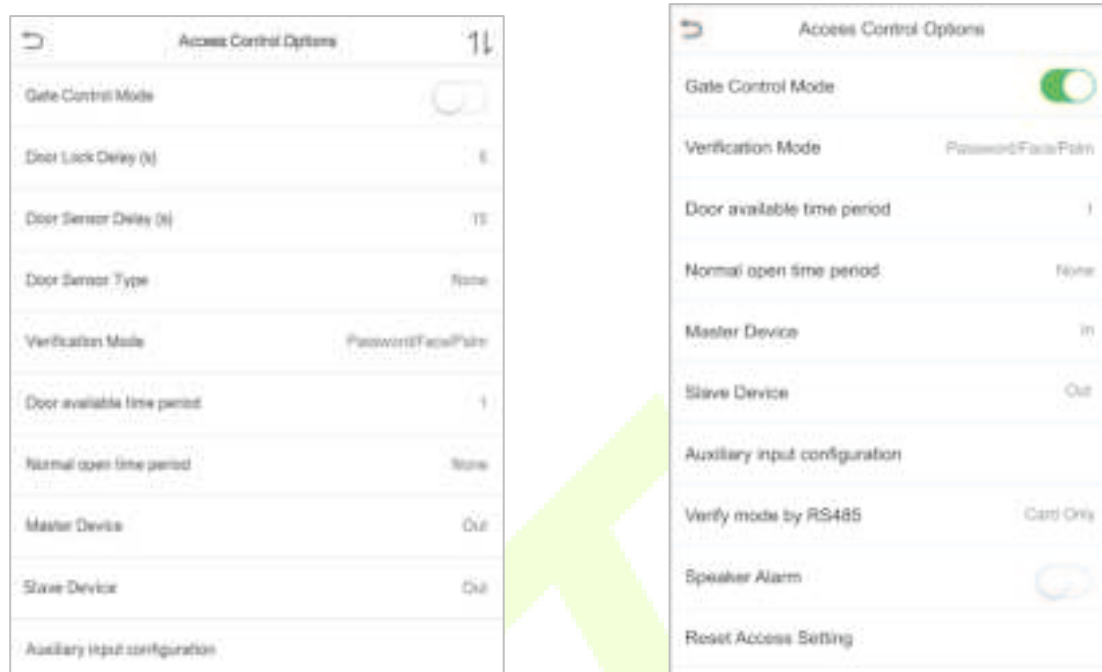 Access Control Options
Gate Control Mode
Door Lock Delay (s)
Door Sensor Delay (s)
Door Sensor Type None
Verification Mode Password/Face/Palm
Door available time period 1
Normal open time period None
Master Device Out
Slave Device Out
Auxiliary input configuration
Access Control Options
Gate Control Mode
Verification Mode Password/Face/Palm
Door available time period 1
Normal open time period None
Master Device In
Slave Device Out
Auxiliary input configuration
Verify mode by RS485 Card Only
Speaker Alarm
Reset Access Setting